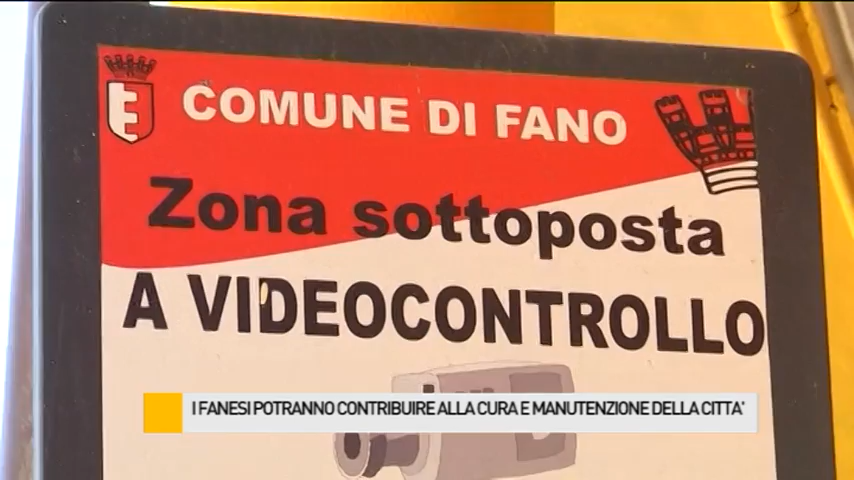 COMUNE DI FANO
Zona sottoposta
A VIDEOCONTROLLO
I FANESI POTRANNO CONTRIBUIRE ALLA CURA E MANUTENZIONE DELLA CITTA'